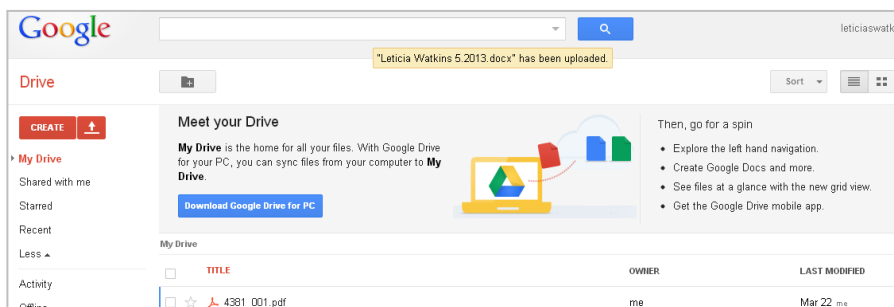 Google
leticiaswatk
"Leticia Watkins 5.2013.docx" has been uploaded.
Drive
Sort
CREATE
Meet your Drive
My Drive is the home for all your files. With Google Drive
for your PC, you can sync files from your computer to My
Drive.
Download Google Drive for PC
Then, go for a spin
• Explore the left hand navigation.
• Create Google Docs and more.
• See files at a glance with the new grid view.
• Get the Google Drive mobile app.
My Drive
Shared with me
Starred
Recent
Less
Activity
Offline
My Drive
TITLE OWNER LAST MODIFIED
4381_001.pdf me Mar 22 me